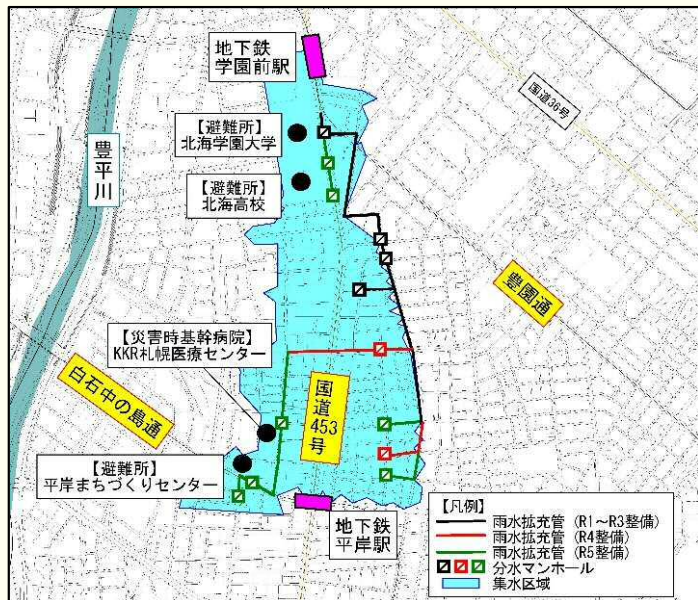 地下鉄
学園前駅
国道36号
【避難所】
北海学園大学
豊平川
【避難所】
北海高校
豊園通
【災害時基幹病院】
KKR札幌医療センター
白石中の島通
国道453号
【避難所】
平岸まちづくりセンター
地下鉄
平岸駅
【凡例】
雨水拡充管（R1～R3整備）
雨水拡充管（R4整備）
雨水拡充管（R5整備）
分水マンホール
集水区域